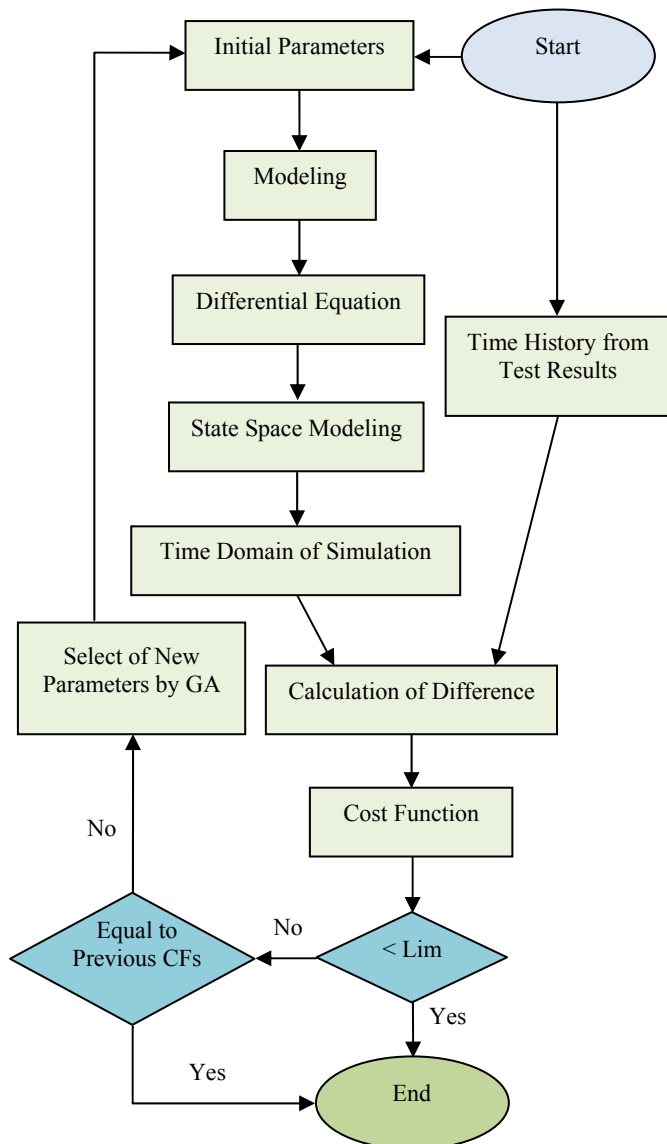 Initial Parameters
Start
Modeling
Differential Equation
Time History from
Test Results
State Space Modeling
Time Domain of Simulation
Select of New
Parameters by GA
Calculation of Difference
No
Cost Function
Equal to
Previous CFs
No
< Lim
Yes
Yes
End